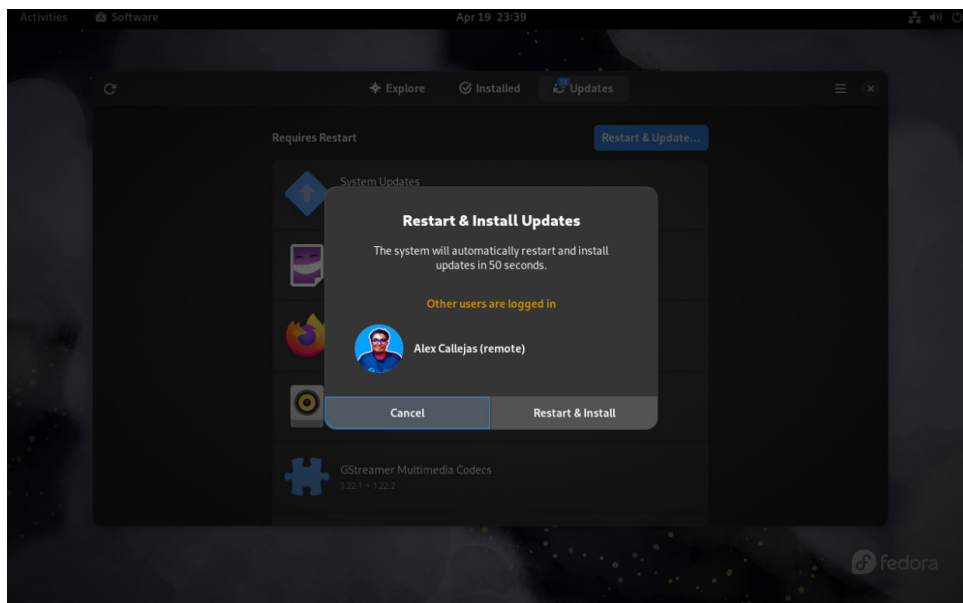 Activities Software Apr 19 23:39
Explore Installed 11 Updates
Requires Restart Restart & Update...
System Updates
Restart & Install Updates
The system will automatically restart and install
updates in 50 seconds.
Other users are logged in
Alex Callejas (remote)
Cancel Restart & Install
GStreamer Multimedia Codecs
1.22.1 → 1.22.2
fedora